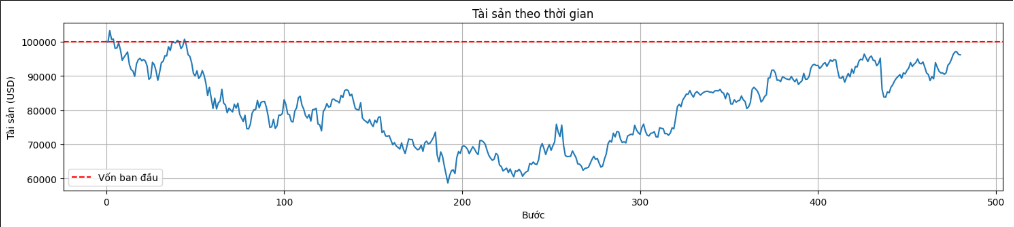 Tài sản theo thời gian
Tài sản (USD)
100000
90000
80000
70000
60000
Vốn ban đầu
0
100
200
300
400
500
Bước